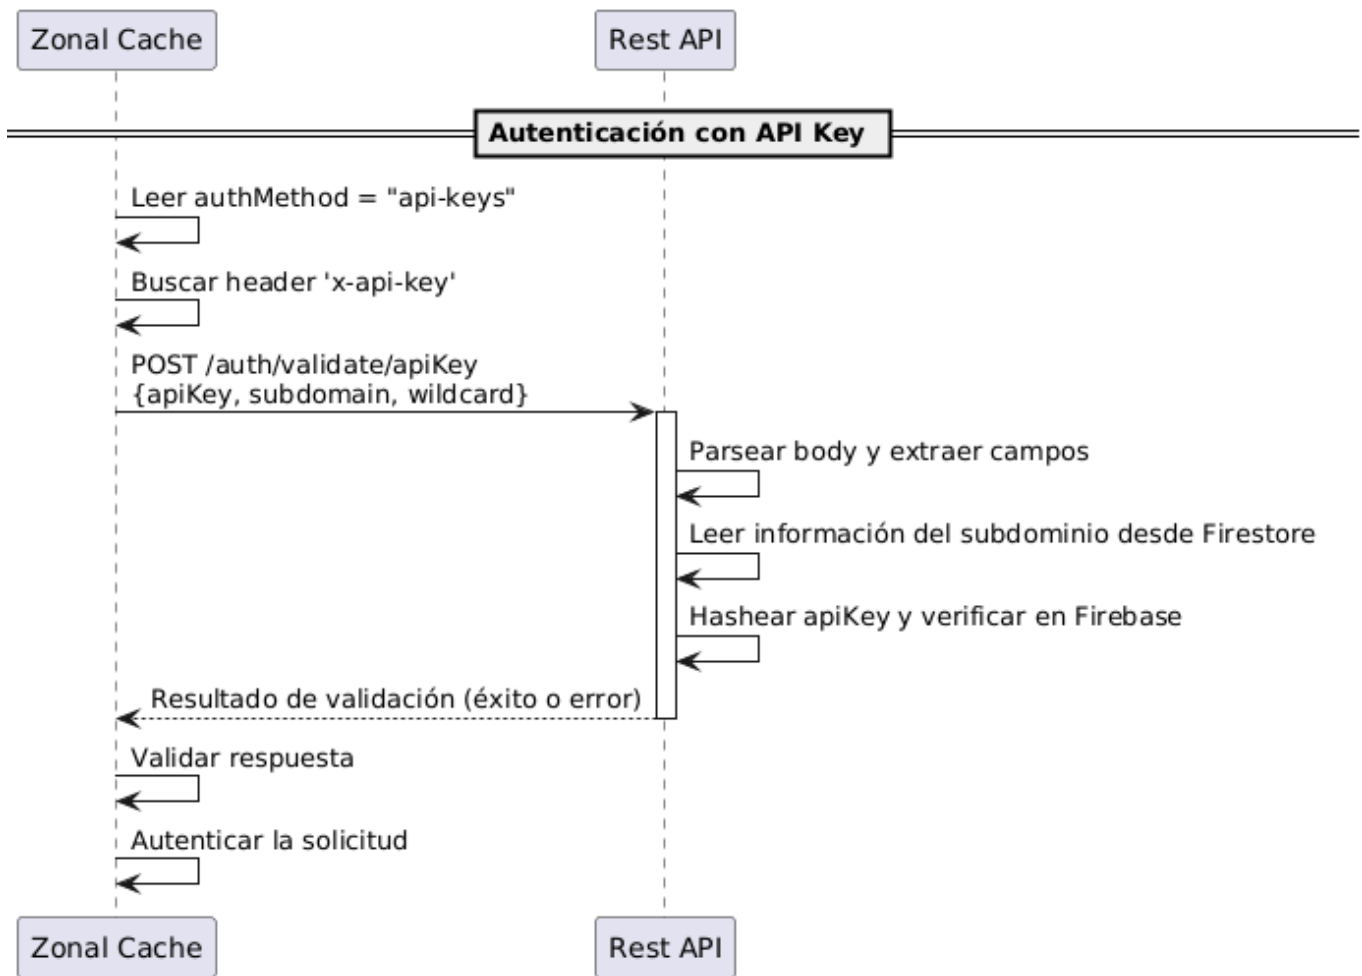 Zonal Cache
Rest API
Autenticación con API Key
Leer authMethod = "api-keys"
Buscar header 'x-api-key'
POST /auth/validate/apiKey
{apiKey, subdomain, wildcard}
Parsear body y extraer campos
Leer información del subdominio desde Firestore
Hashear apiKey y verificar en Firebase
Resultado de validación (éxito o error)
Validar respuesta
Autenticar la solicitud
Zonal Cache
Rest API